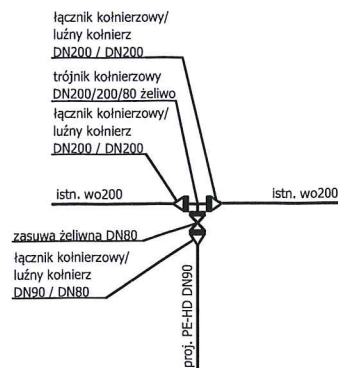 łącznik kołnierzowy/
luźny kołnierz
DN200 / DN200
trójnik kołnierzowy
DN200/200/80 żeliwo
łącznik kołnierzowy/
luźny kołnierz
DN200 / DN200
istn. wo200
istn. wo200
zasuwa żeliwna DN80
łącznik kołnierzowy/
luźny kołnierz
DN90 / DN80
proj. PE-HD DN90